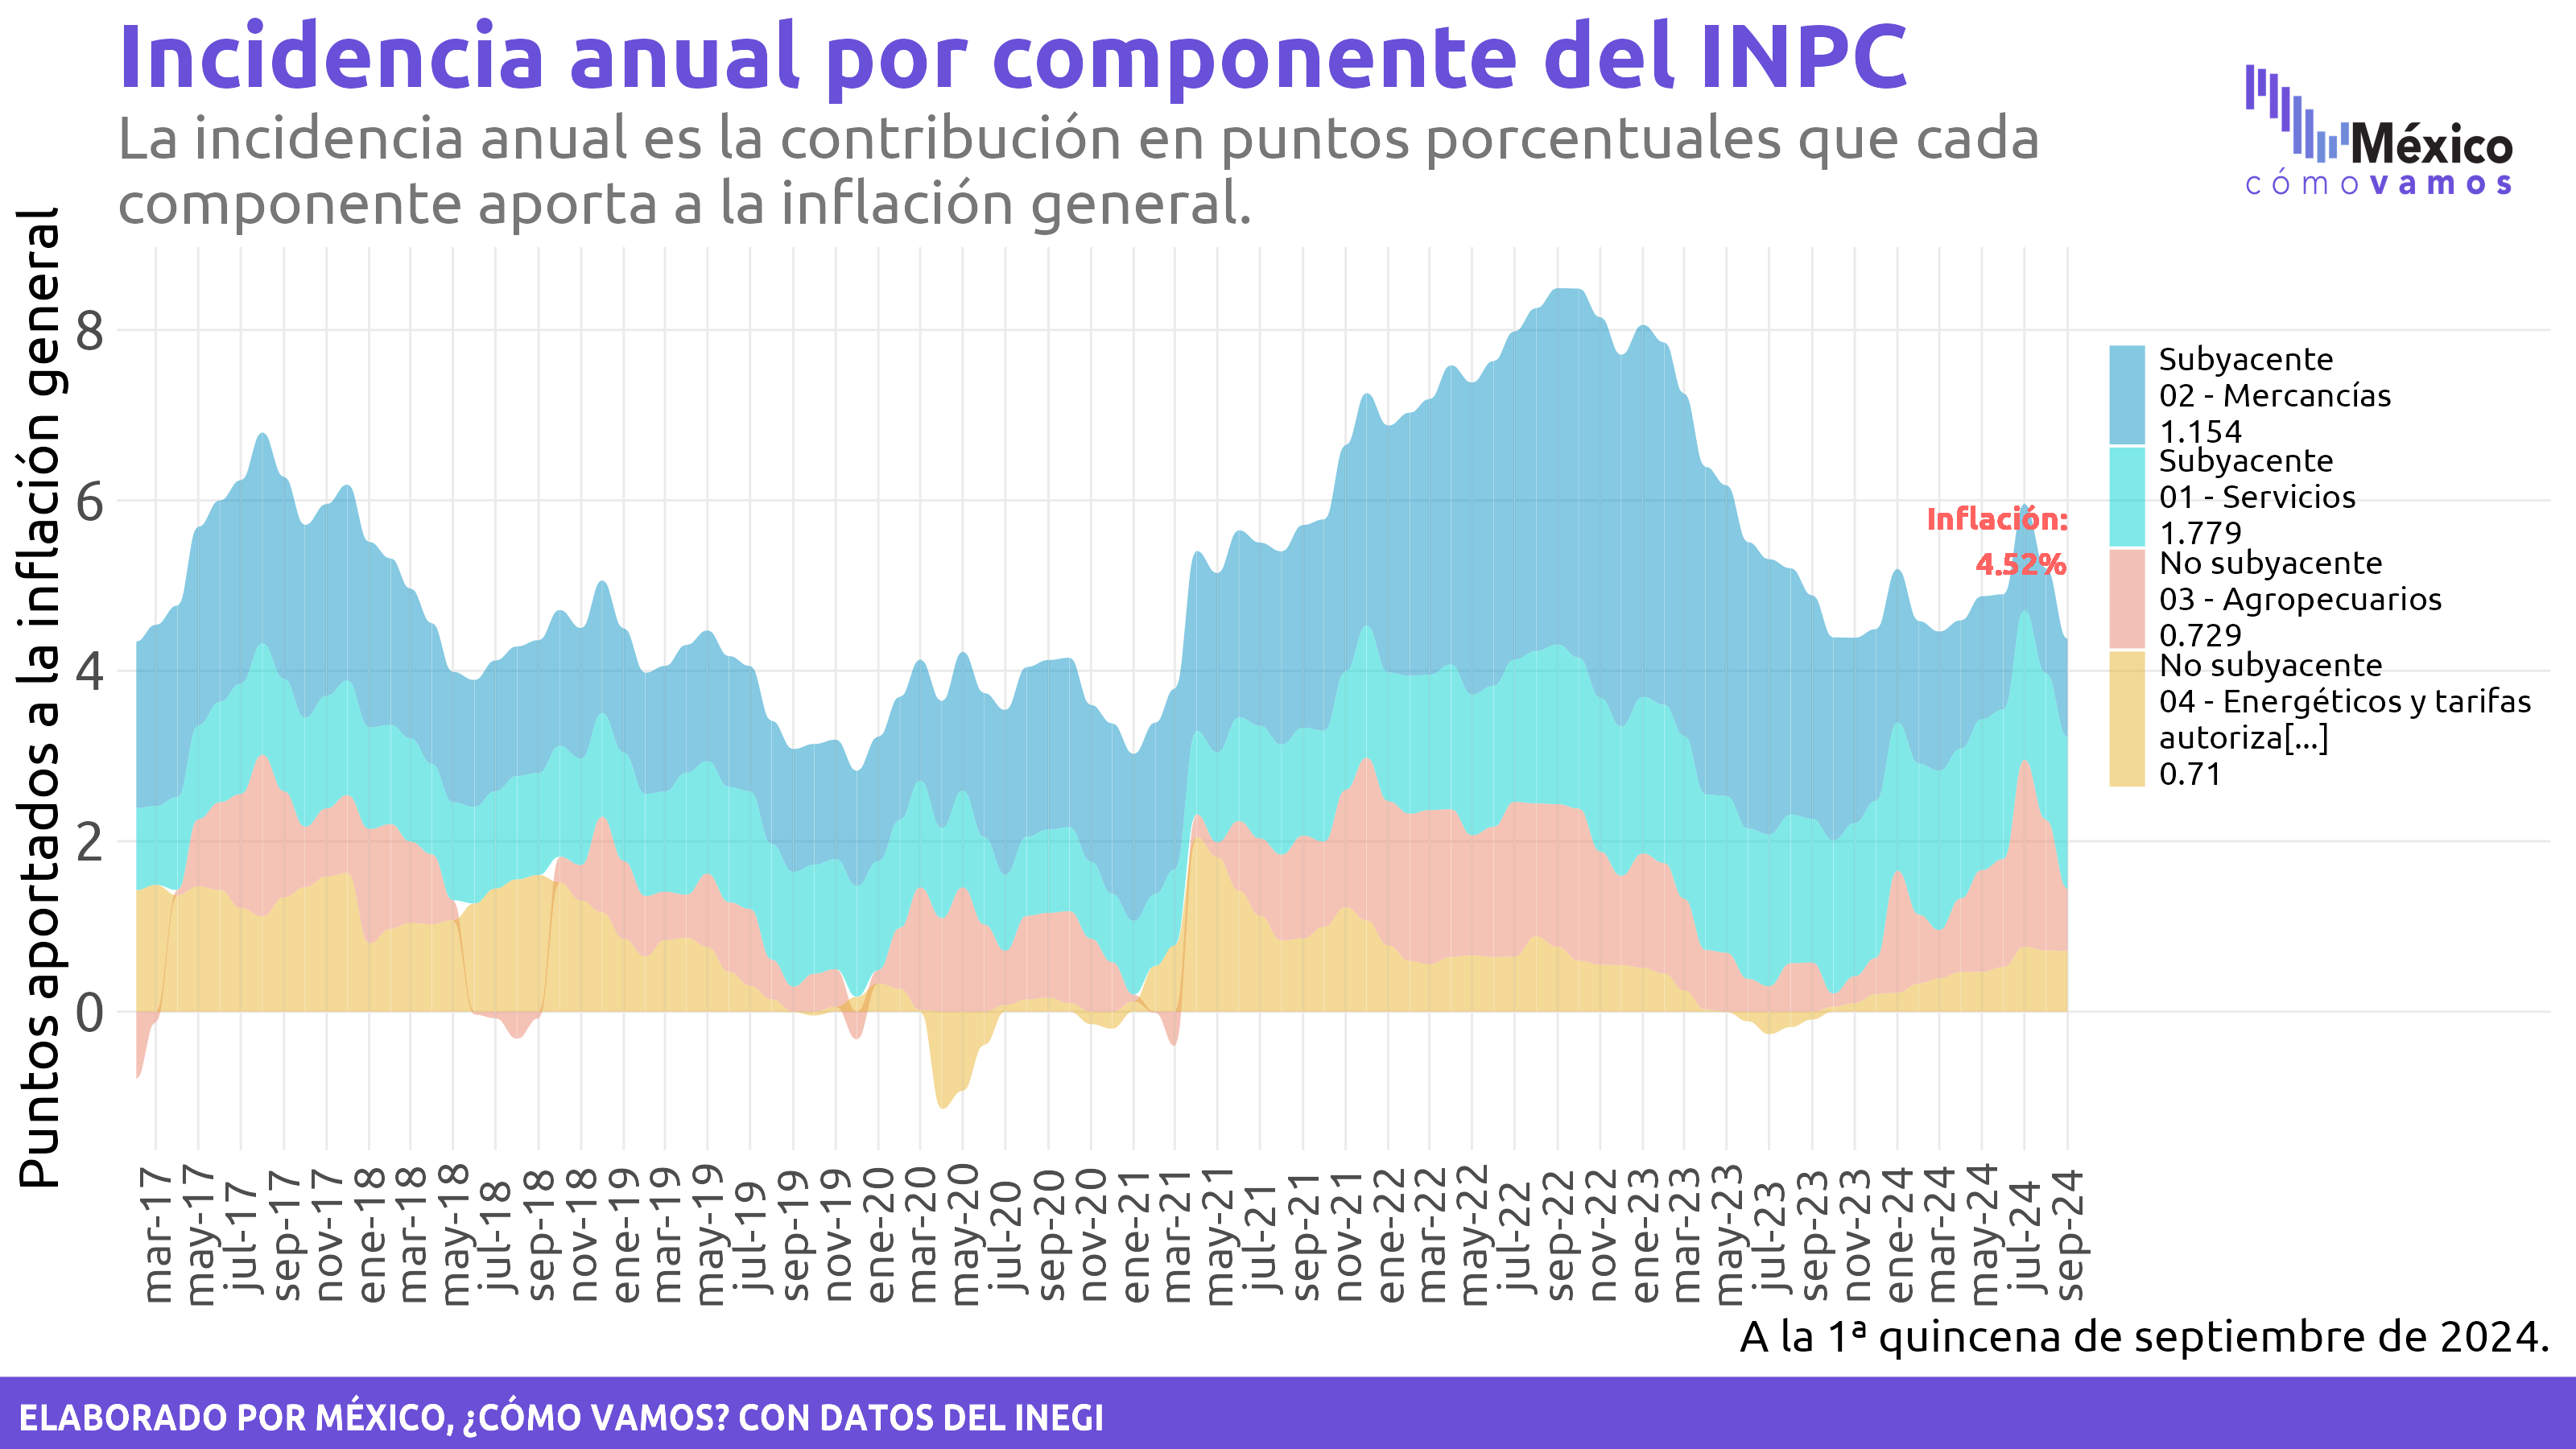 Incidencia anual por componente del INPC
La incidencia anual es la contribución en puntos porcentuales que cada
componente aporta a la inflación general.
México
cómo vamos
Puntos aportados a la inflación general
8
6
4
2
0
Inflación:
4.52%
Subyacente
02 - Mercancías
1.154
Subyacente
01 - Servicios
1.779
No subyacente
03 - Agropecuarios
0.729
No subyacente
04 - Energéticos y tarifas
autoriza[...]
0.71
mar-17
may-17
jul-17
sep-17
nov-17
ene-18
mar-18
may-18
jul-18
sep-18
nov-18
ene-19
mar-19
may-19
jul-19
sep-19
nov-19
ene-20
mar-20
may-20
jul-20
sep-20
nov-20
ene-21
mar-21
may-21
jul-21
sep-21
nov-21
ene-22
mar-22
may-22
jul-22
sep-22
nov-22
ene-23
mar-23
may-23
jul-23
sep-23
nov-23
ene-24
mar-24
may-24
jul-24
sep-24
A la 1ª quincena de septiembre de 2024.
ELABORADO POR MÉXICO, ¿CÓMO VAMOS? CON DATOS DEL INEGI